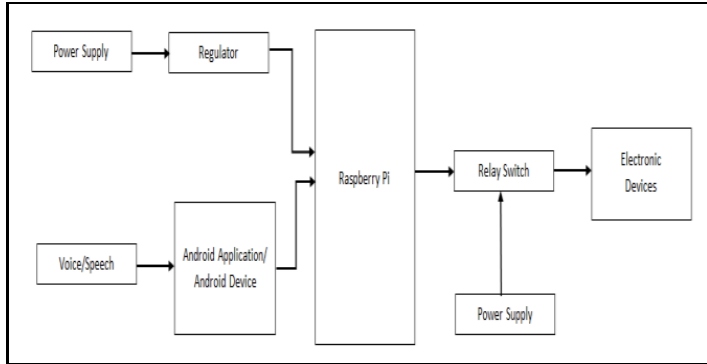 Power Supply
Regulator
Raspberry Pi
Relay Switch
Electronic
Devices
Voice/Speech
Android Application/
Android Device
Power Supply